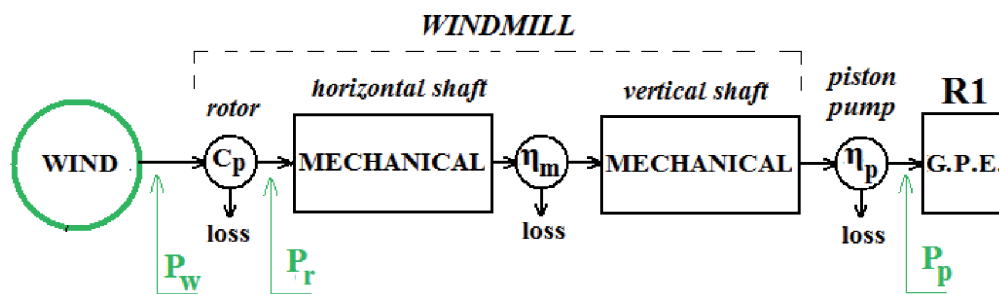 WINDMILL
rotor
horizontal shaft
vertical shaft
piston
pump
R1
WIND
Cp
MECHANICAL
ηm
MECHANICAL
ηp
G.P.E.
loss
loss
loss
Pw
Pr
Pp